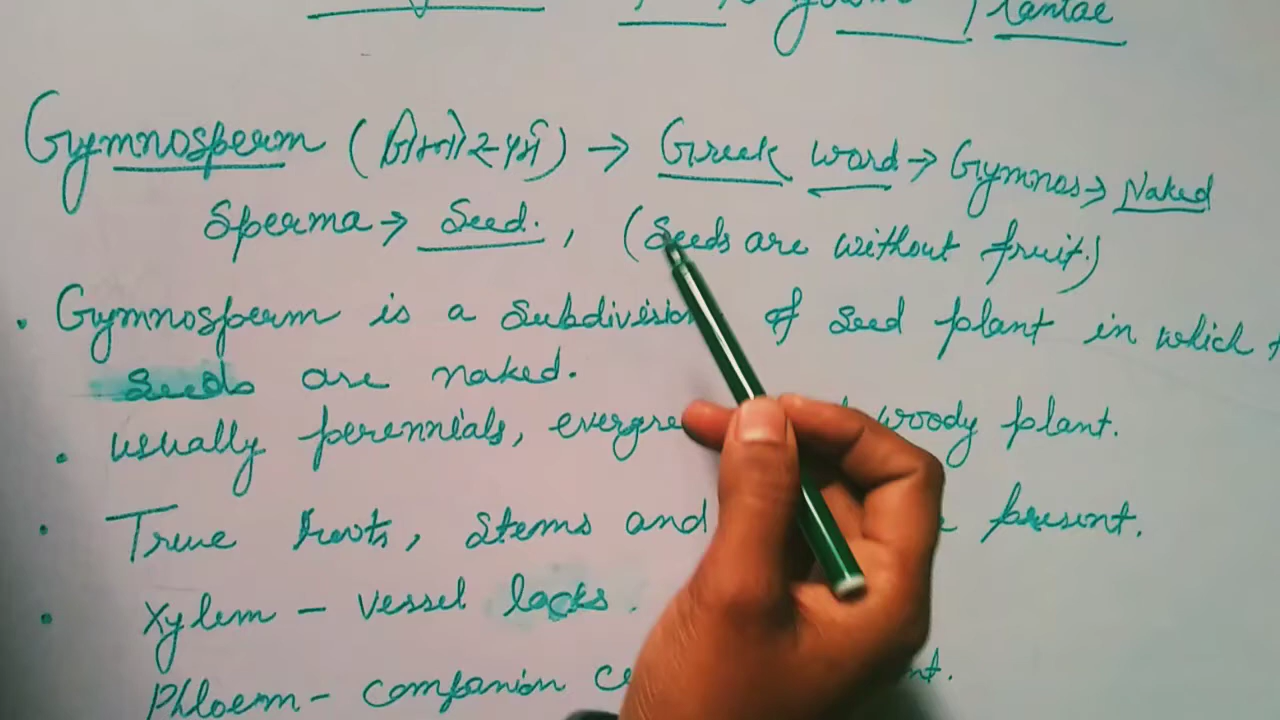 Plantae
Gymnosperm ( ) → Greek word → Gymnos → Naked
Sperma → Seed. , (Seeds are without fruit.)
• Gymnosperm is a subdivision of seed plant in which
seeds are naked.
• usually perennials, evergre woody plant.
• True roots, stems and present.
• Xylem - vessel lacks.
Phloem - companion